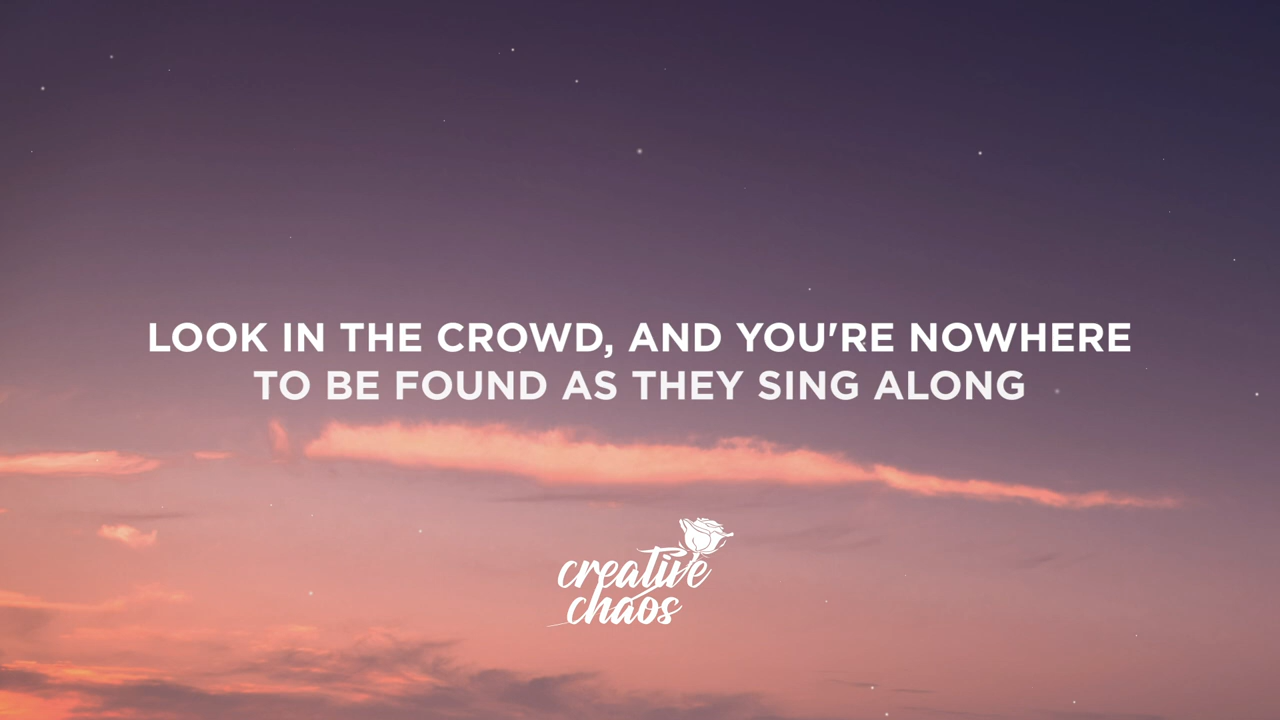 LOOK IN THE CROWD, AND YOU'RE NOWHERE
TO BE FOUND AS THEY SING ALONG
creative
chaos